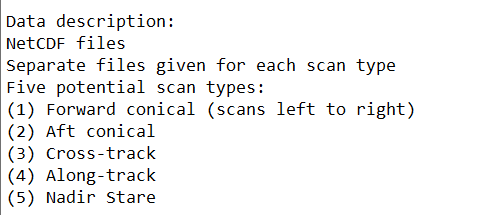 Data description:
NetCDF files
Separate files given for each scan type
Five potential scan types:
(1) Forward conical (scans left to right)
(2) Aft conical
(3) Cross-track
(4) Along-track
(5) Nadir Stare